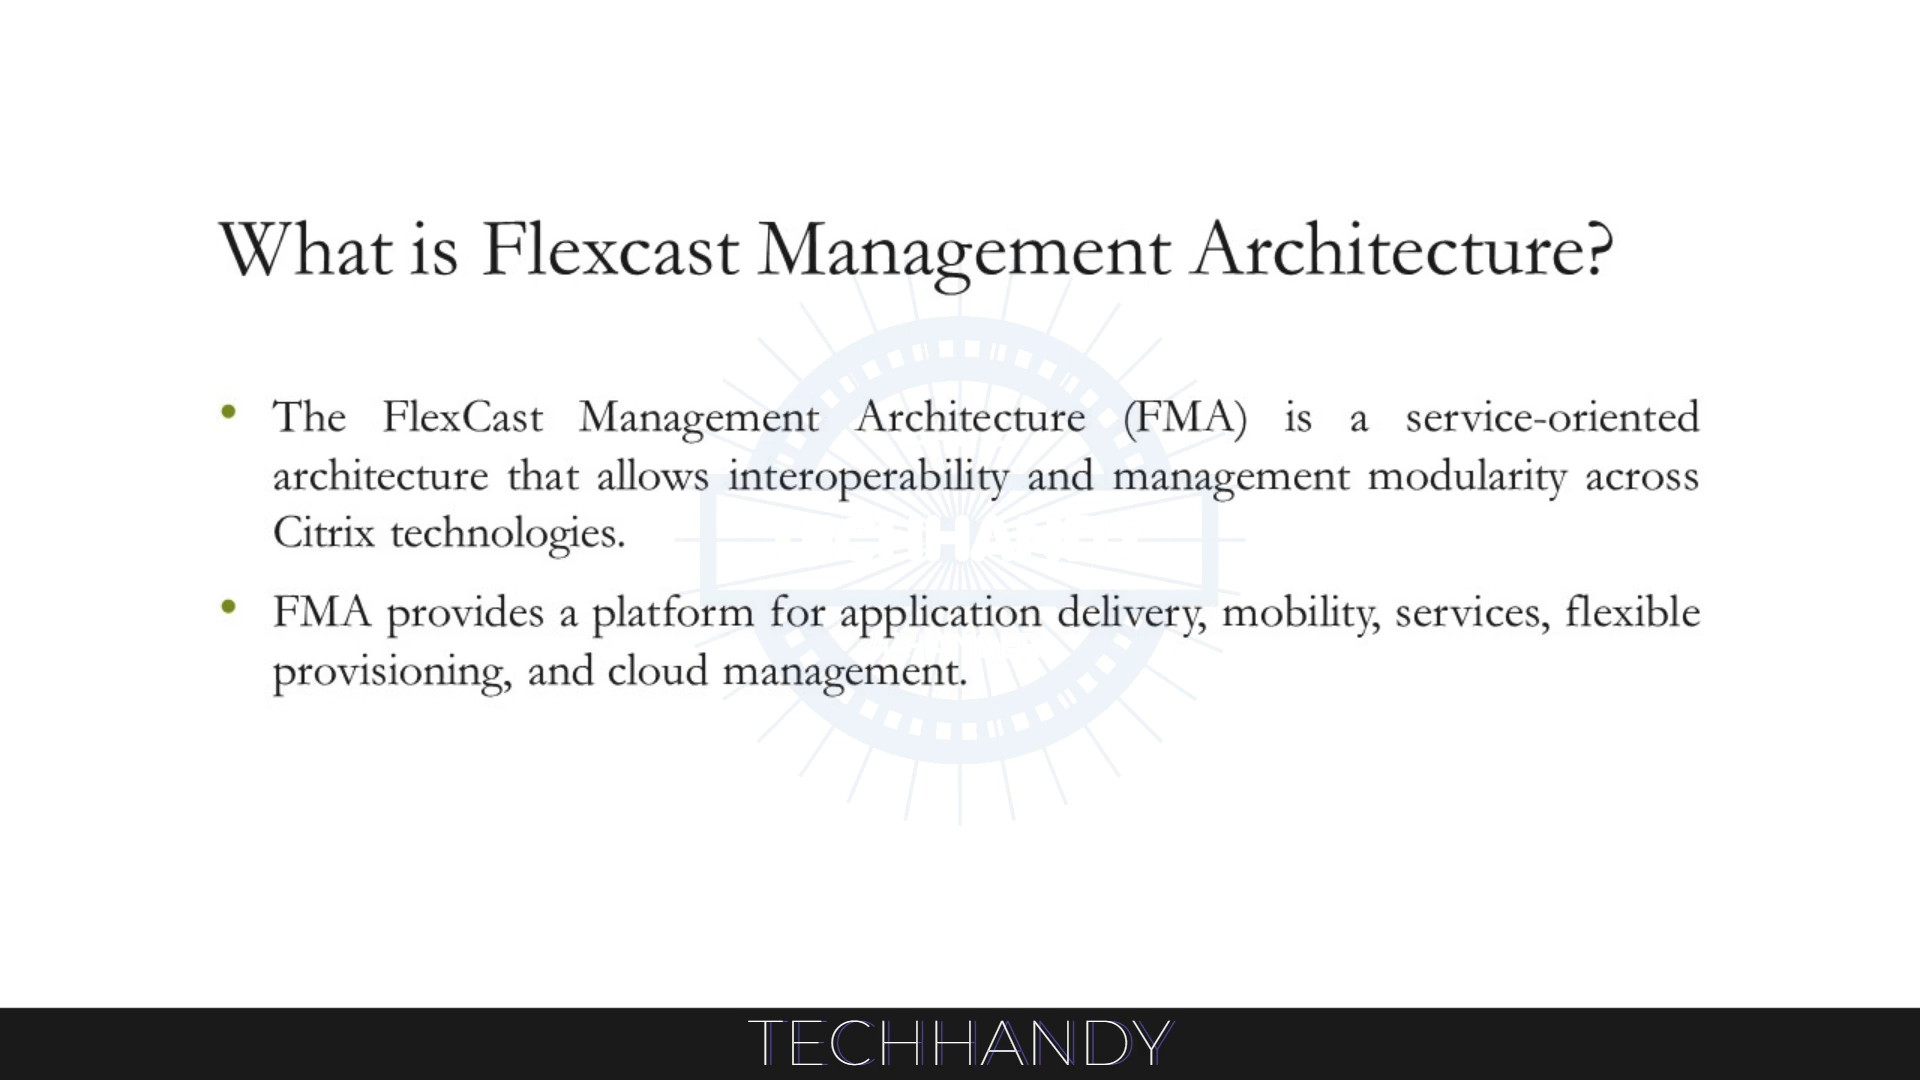 What is Flexcast Management Architecture?
• The FlexCast Management Architecture (FMA) is a service-oriented
architecture that allows interoperability and management modularity across
Citrix technologies.
• FMA provides a platform for application delivery, mobility, services, flexible
provisioning, and cloud management.
TECHHANDY